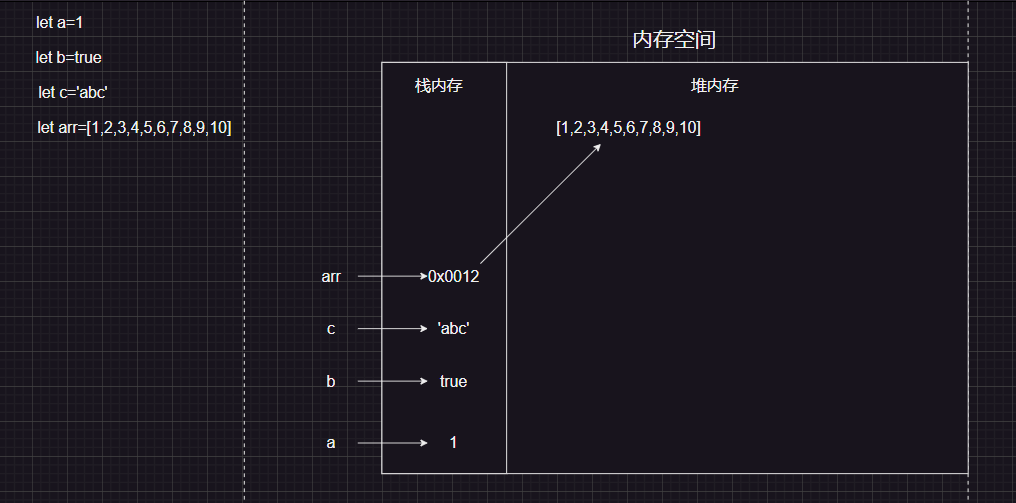 let a=1
let b=true
let c='abc'
let arr=[1,2,3,4,5,6,7,8,9,10]
内存空间
栈内存
堆内存
[1,2,3,4,5,6,7,8,9,10]
arr
0x0012
c
'abc'
b
true
a
1